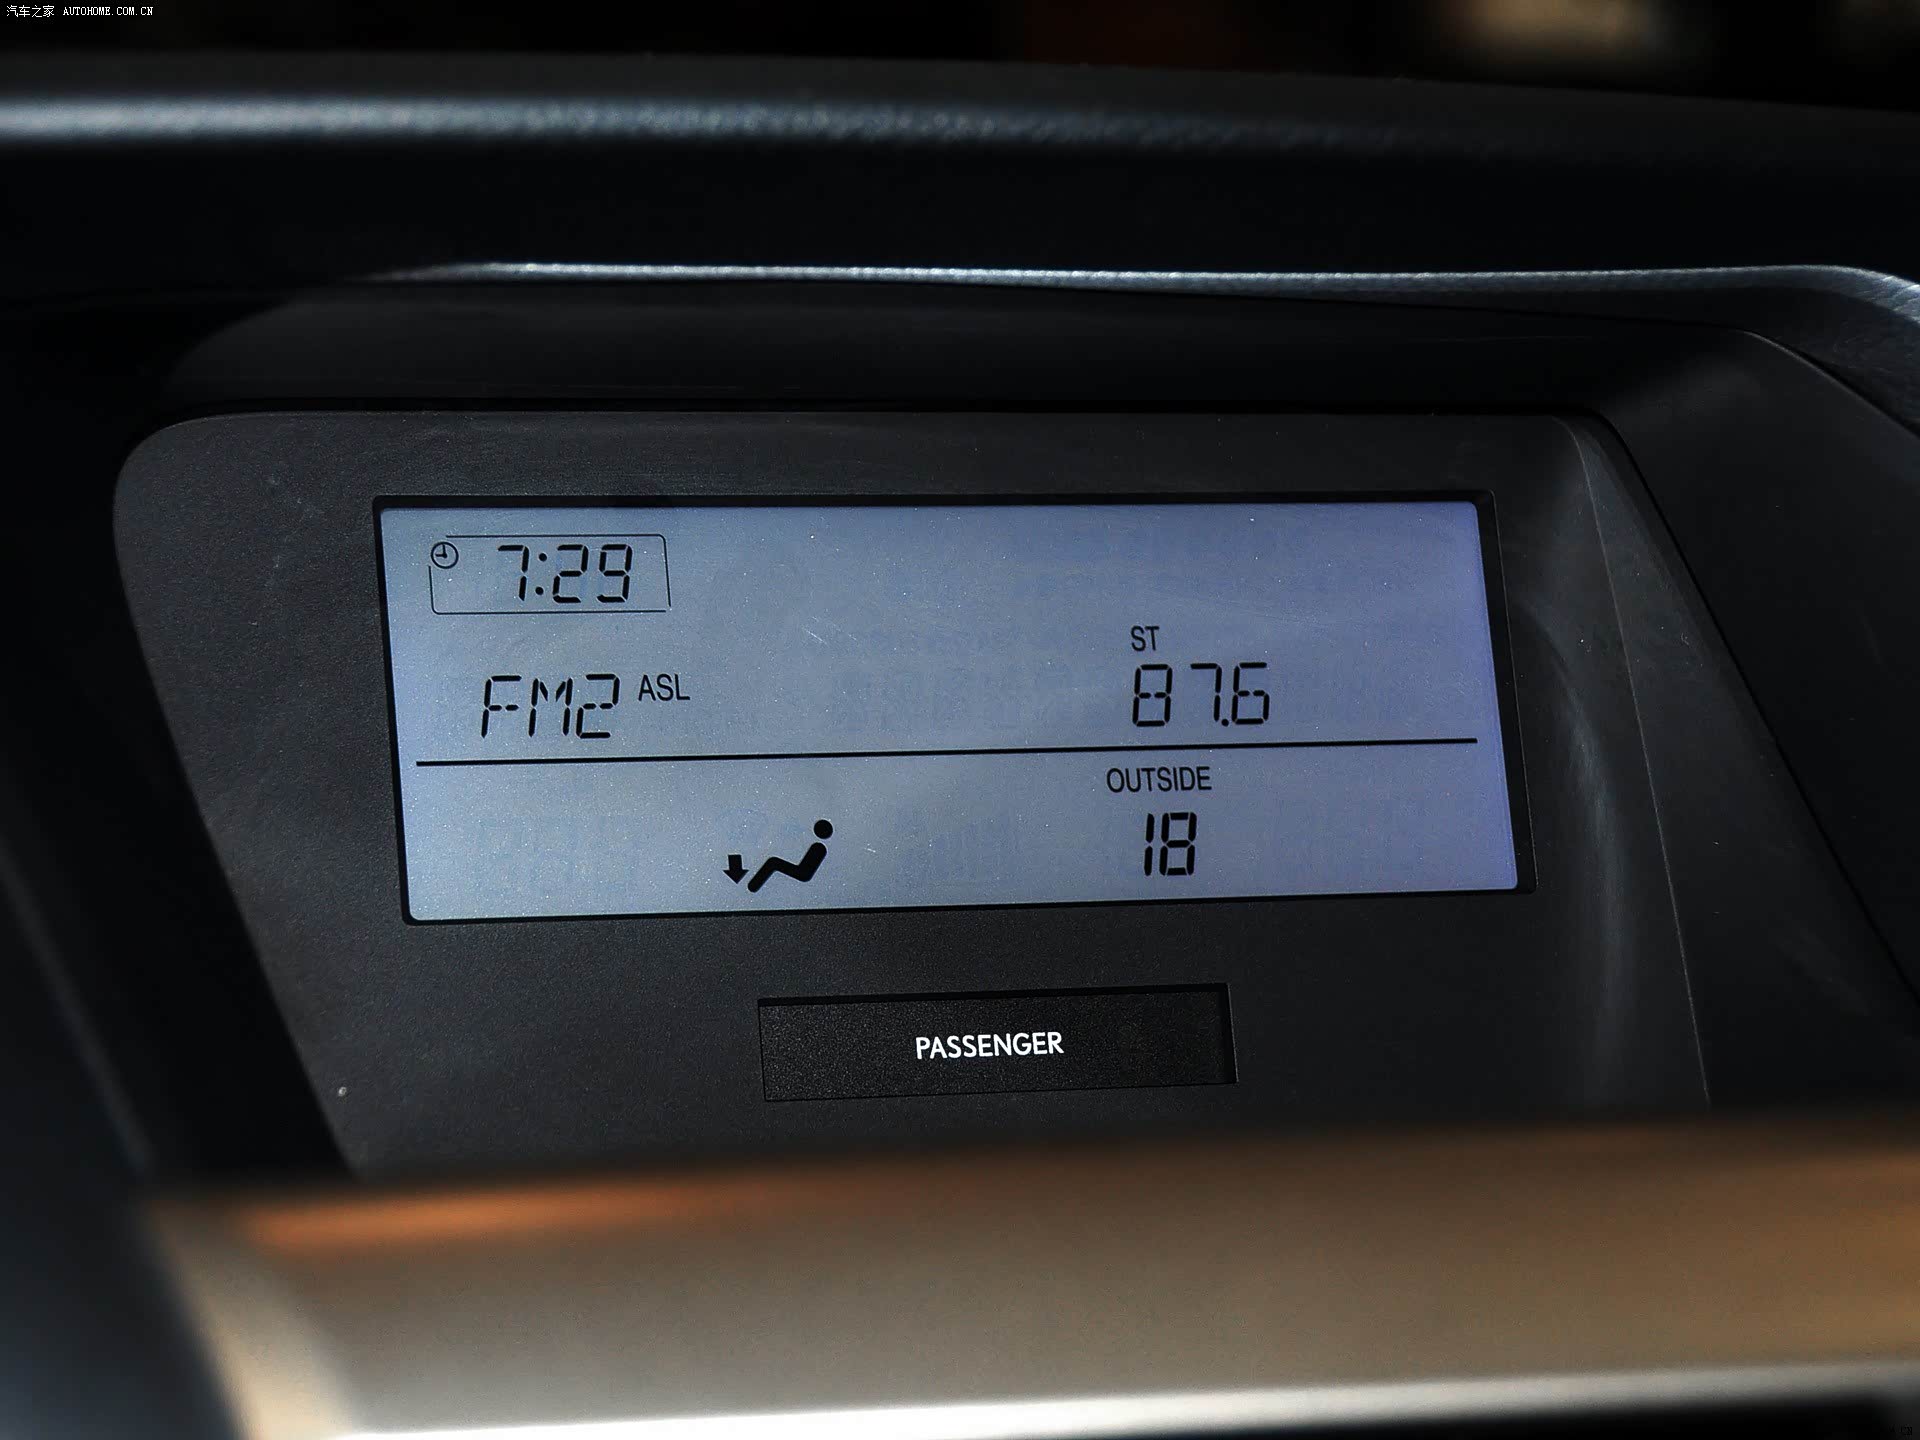 汽车之家 AUTOHOME.COM.CN
7:29
ST
FM2 ASL 87.6
OUTSIDE
18
PASSENGER